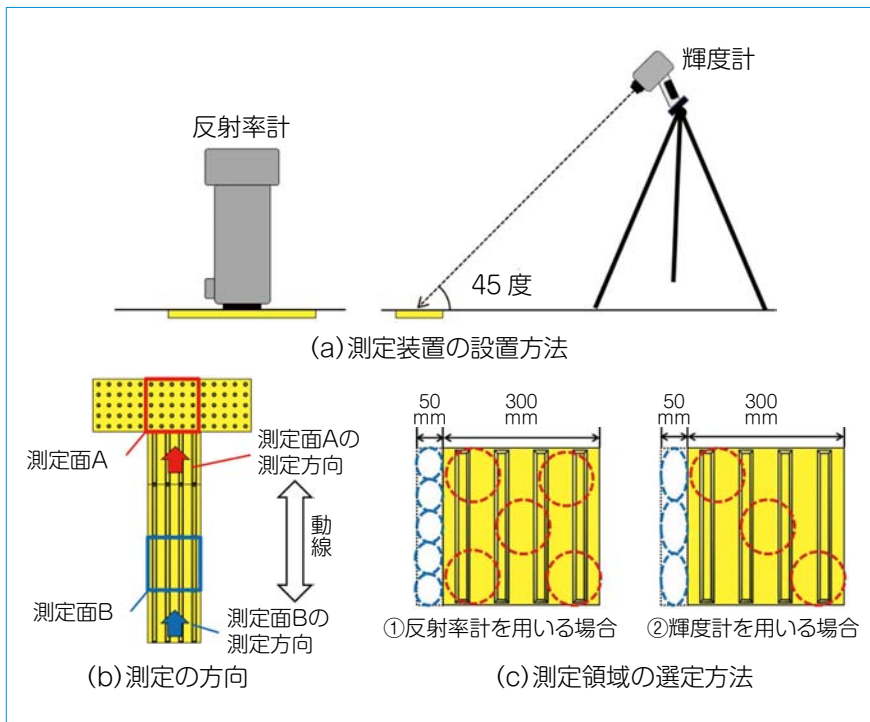 輝度計
反射率計
45 度
(a)測定装置の設置方法
測定面A
測定面Aの
測定方向
動線
測定面B
測定面Bの
測定方向
(b)測定の方向
50
mm
300
mm
50
mm
300
mm
①反射率計を用いる場合
②輝度計を用いる場合
(c)測定領域の選定方法